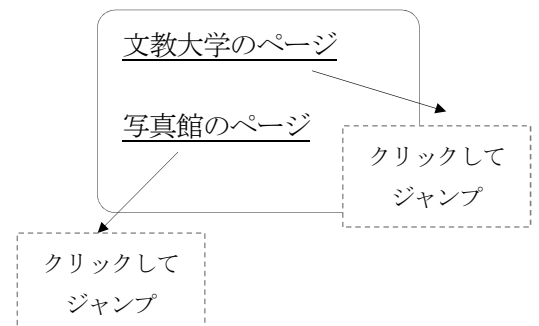 文教大学のページ
写真館のページ
クリックして
ジャンプ
クリックして
ジャンプ